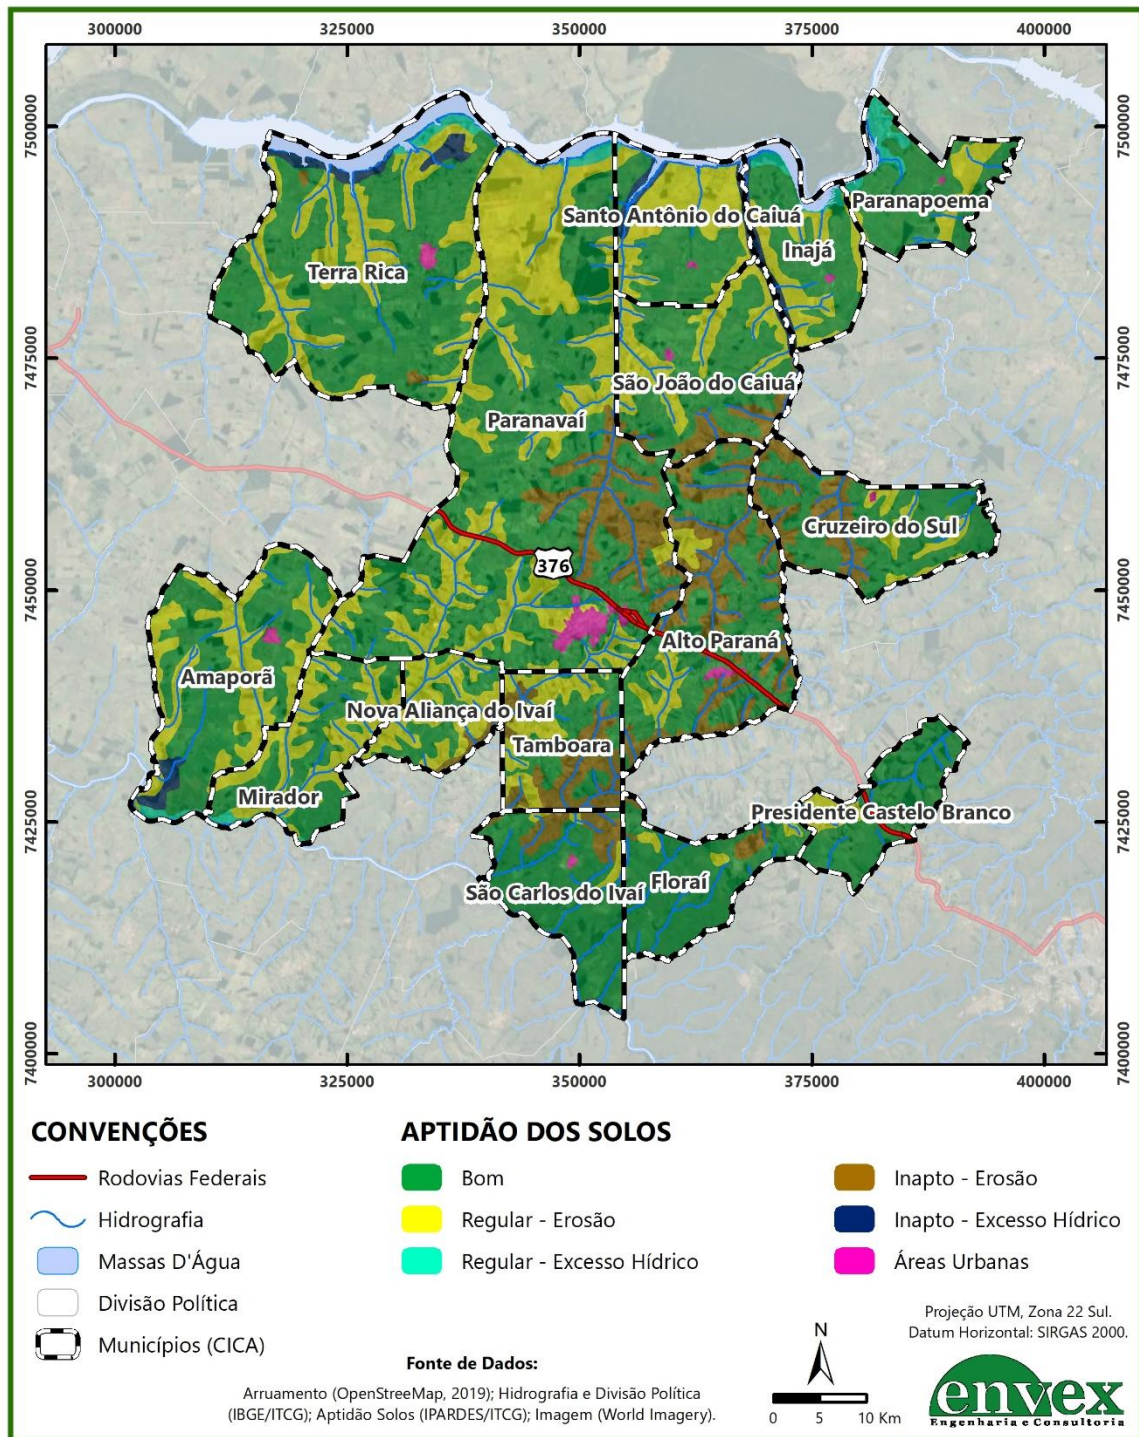 300000 325000 350000 375000 400000
7500000
7500000
Paranapoema
Santo Antônio do Caiuá
Inajá
Terra Rica
7475000
7475000
São João do Caiuá
Paranavaí
Cruzeiro do Sul
376
7450000
7450000
Alto Paraná
Amaporã
Nova Aliança do Ivaí
Tamboara
Mirador
Presidente Castelo Branco
7425000
7425000
Floraí
São Carlos do Ivaí
7400000
7400000
300000 325000 350000 375000 400000
CONVENÇÕES
Rodovias Federais
Hidrografia
Massas D'Água
Divisão Política
Municípios (CICA)
APTIDÃO DOS SOLOS
Bom
Regular - Erosão
Regular - Excesso Hídrico
Inapto - Erosão
Inapto - Excesso Hídrico
Áreas Urbanas
Fonte de Dados:
Arruamento (OpenStreeMap, 2019); Hidrografia e Divisão Política
(IBGE/ITCG); Aptidão Solos (IPARDES/ITCG); Imagem (World Imagery).
N
0 5 10 Km
Projeção UTM, Zona 22 Sul.
Datum Horizontal: SIRGAS 2000.
envex
Engenharia e Consultoria